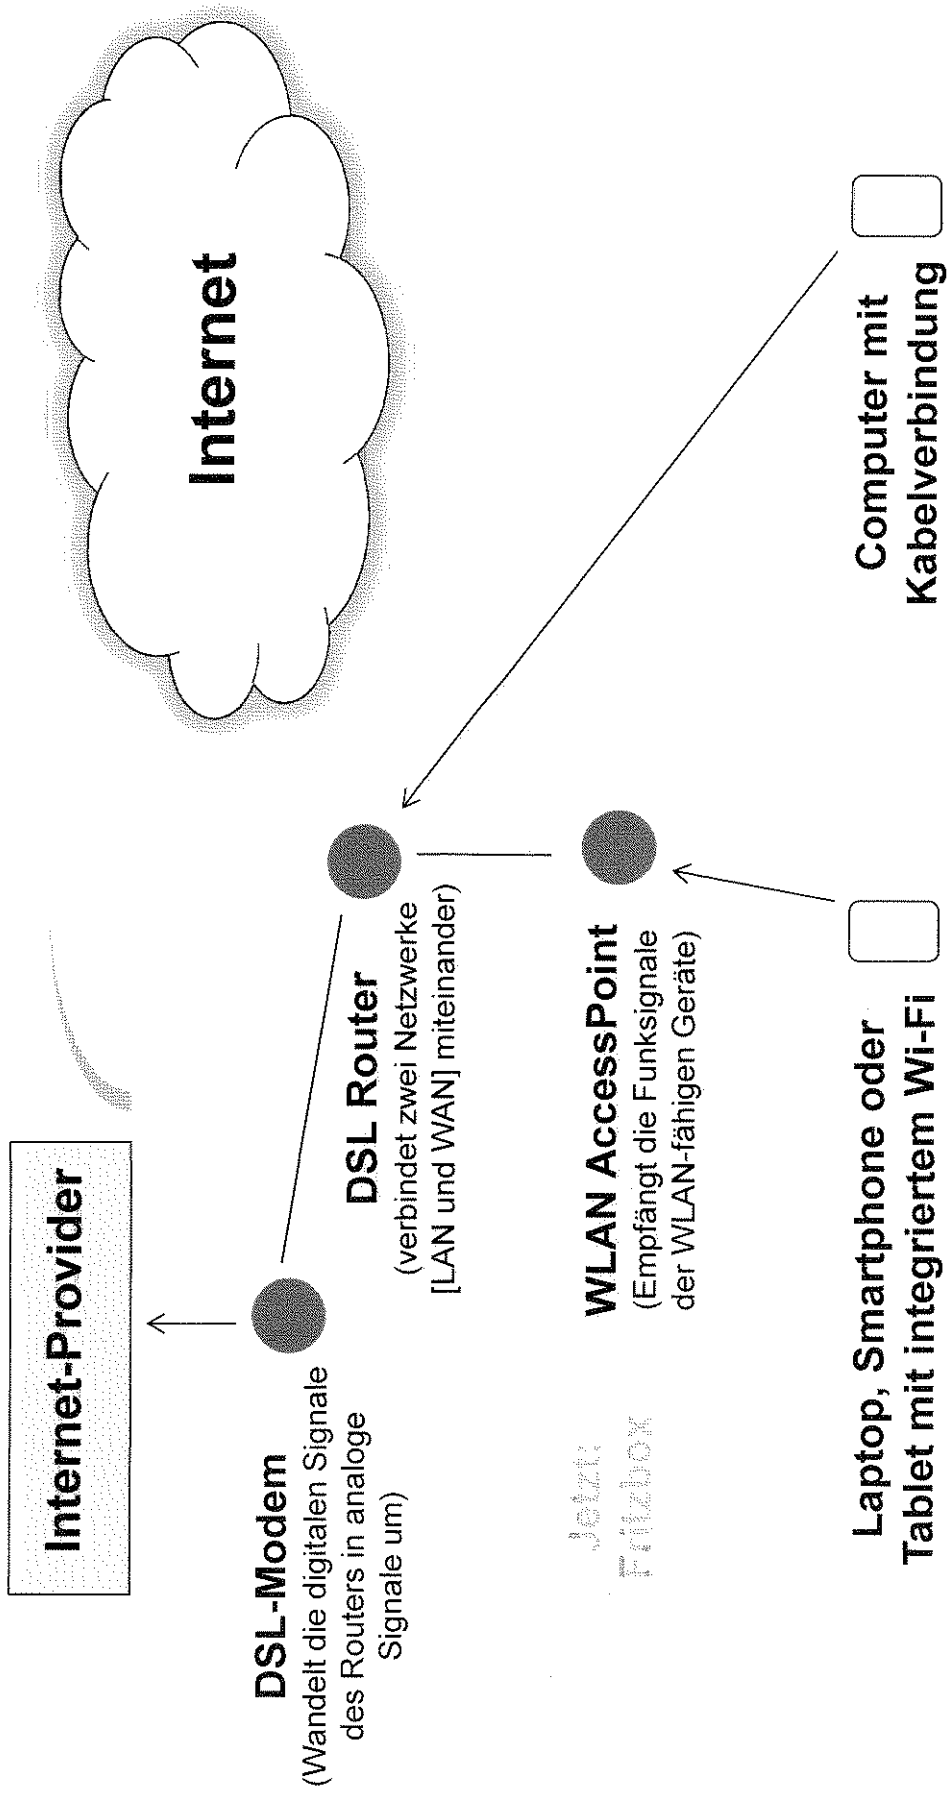 Internet-Provider
Internet
DSL-Modem
(Wandelt die digitalen Signale
des Routers in analoge
Signale um)
DSL Router
(verbindet zwei Netzwerke
[LAN und WAN] miteinander)
WLAN AccessPoint
(Empfängt die Funksignale
der WLAN-fähigen Geräte)
Jetzt:
Fritzbox
Laptop, Smartphone oder
Tablet mit integriertem Wi-Fi
Computer mit
Kabelverbindung